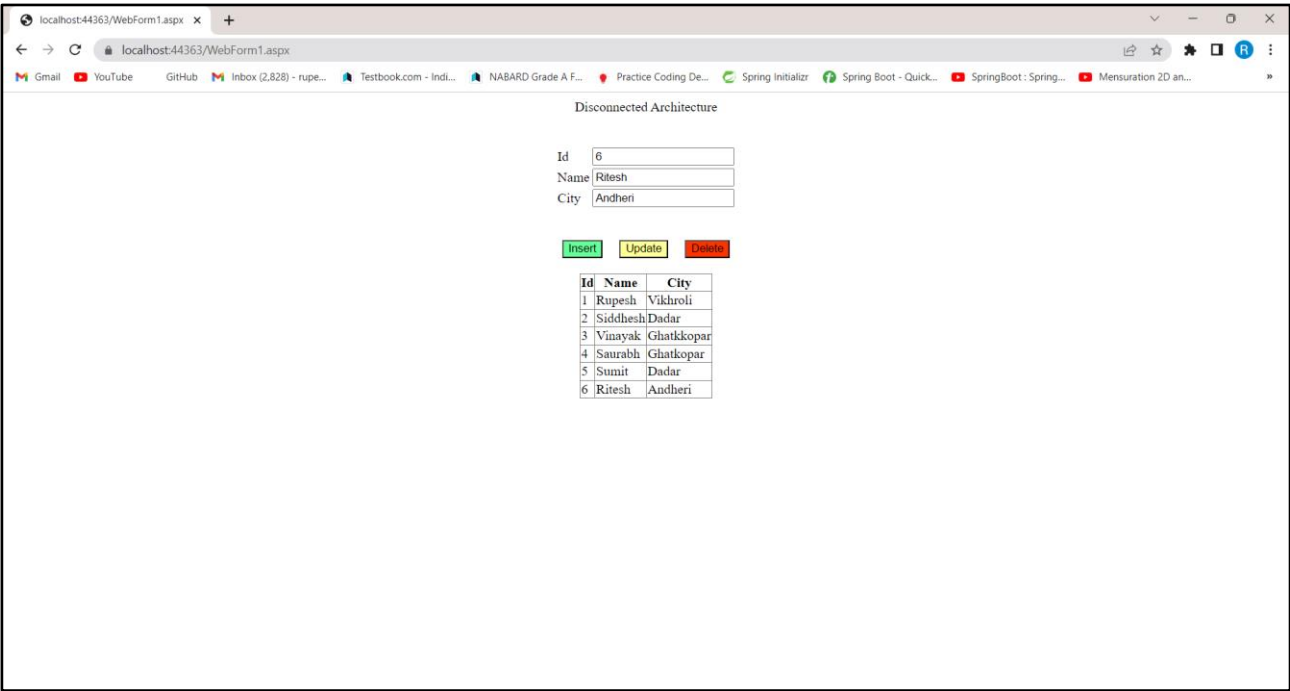 localhost:44363/WebForm1.aspx
localhost:44363/WebForm1.aspx R
Gmail YouTube GitHub Inbox (2,828) - rupe... Testbook.com - Indi... NABARD Grade A F... Practice Coding De... Spring Initializr Spring Boot - Quick... SpringBoot : Spring... Mensuration 2D an... »
Disconnected Architecture
Id 6
Name Ritesh
City Andheri
Insert Update Delete
Id Name City
1 Rupesh Vikhroli
2 Siddhesh Dadar
3 Vinayak Ghatkkopar
4 Saurabh Ghatkopar
5 Sumit Dadar
6 Ritesh Andheri